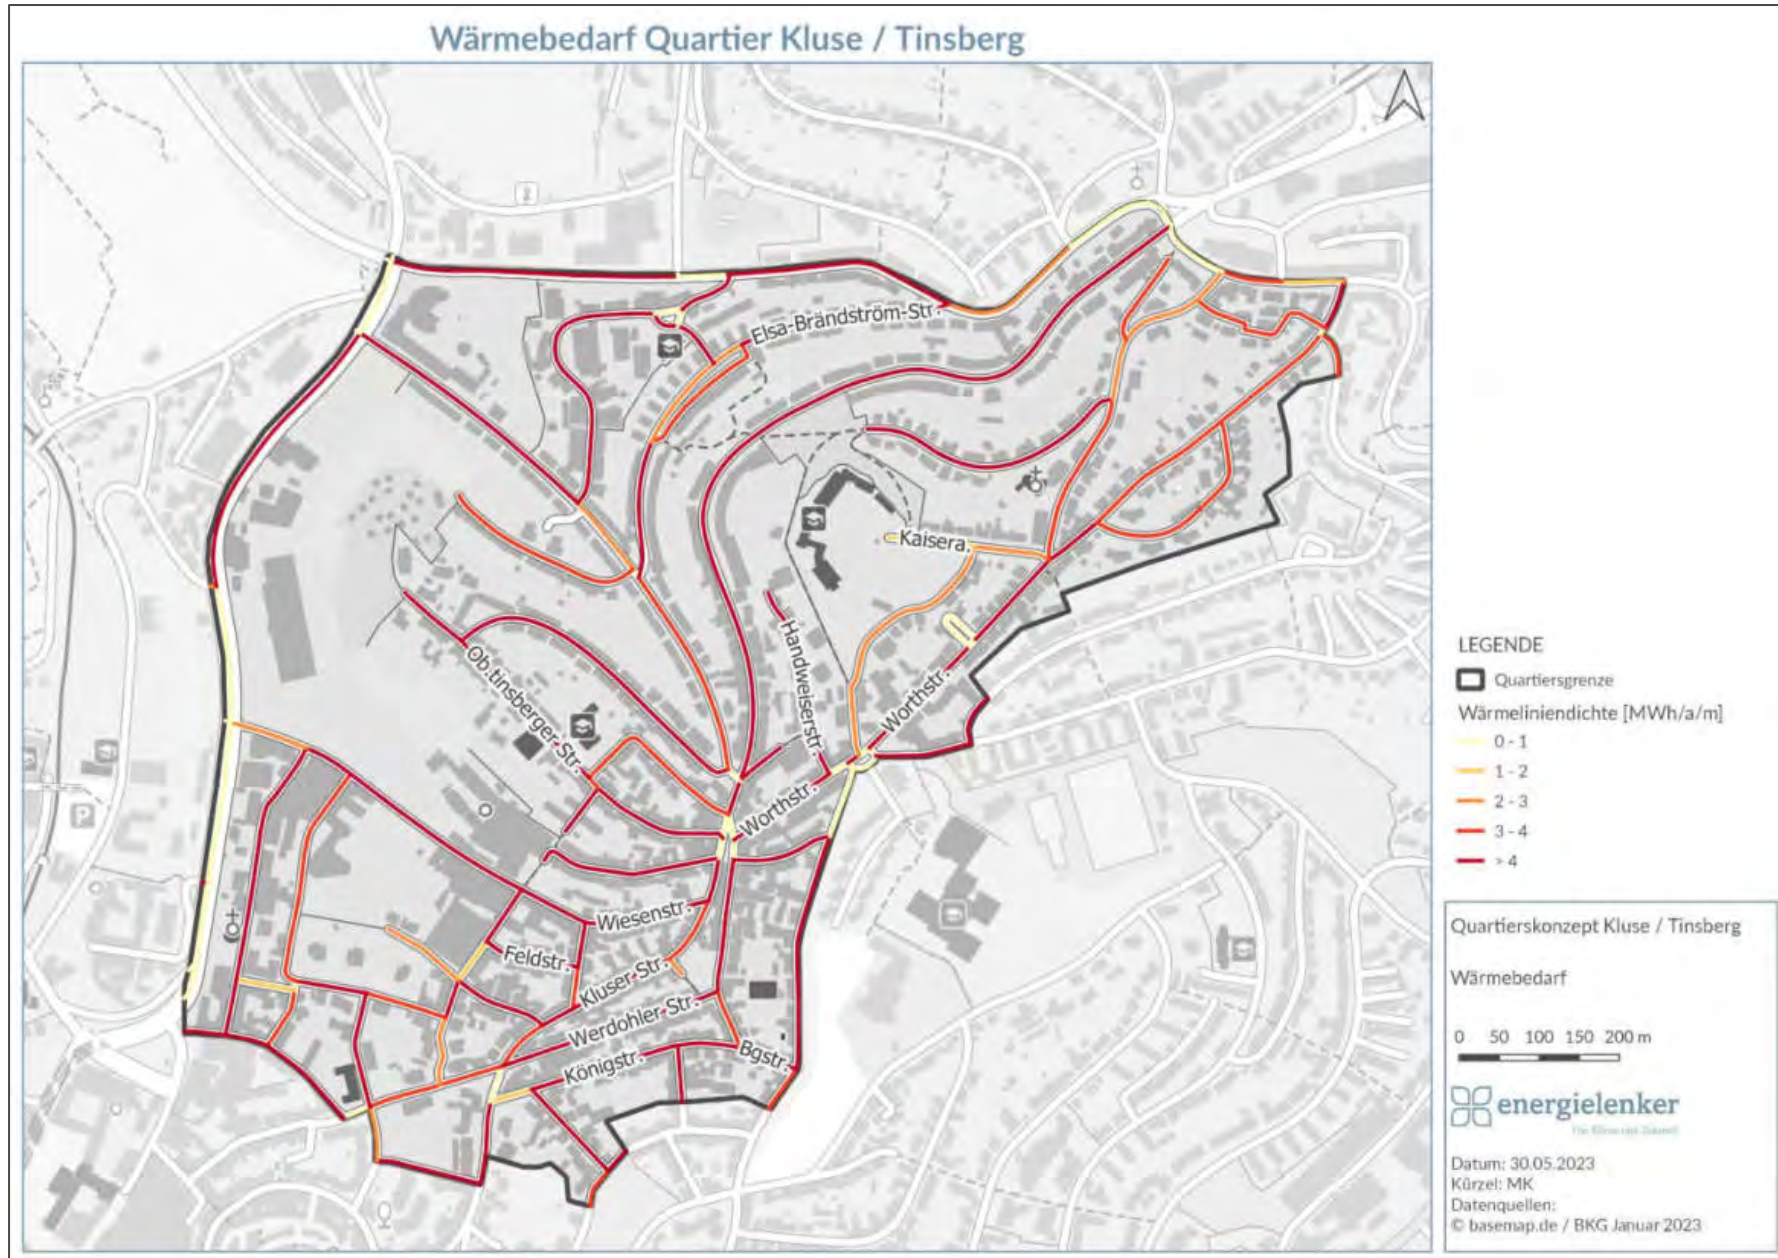 Wärmebedarf Quartier Kluse / Tinsberg
Elsa-Brändström-Str.
Kaisera.
Handweiserstr.
Ob.tinsberger Str.
Worthstr.
Worthstr.
Wiesenstr.
Feldstr.
Kluser Str.
Werdohler Str.
Königstr.
Bgstr.
P
LEGENDE
Quartiersgrenze
Wärmeliniendichte [MWh/a/m]
0 - 1
1 - 2
2 - 3
3 - 4
> 4
Quartierskonzept Kluse / Tinsberg
Wärmebedarf
0 50 100 150 200 m
energielenker
Datum: 30.05.2023
Kürzel: MK
Datenquellen:
© basemap.de / BKG Januar 2023